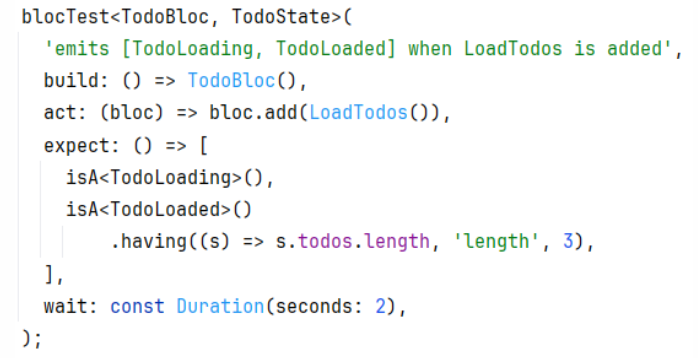 blocTest<TodoBloc, TodoState>(
  'emits [TodoLoading, TodoLoaded] when LoadTodos is added',
  build: () => TodoBloc(),
  act: (bloc) => bloc.add(LoadTodos()),
  expect: () => [
    isA<TodoLoading>(),
    isA<TodoLoaded>()
        .having((s) => s.todos.length, 'length', 3),
  ],
  wait: const Duration(seconds: 2),
);